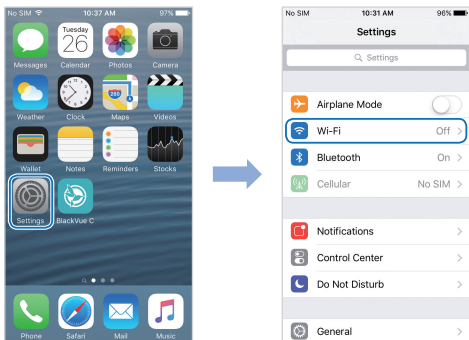 No SIM 10:37 AM 97%
Tuesday
26
Messages Calendar Photos Camera
280
Weather Clock Maps Videos
Wallet Notes Reminders Stocks
Settings BlackVue C
Phone Safari Mail Music
No SIM 10:31 AM 96%
Settings
Settings
Airplane Mode
Wi-Fi Off
Bluetooth On
Cellular No SIM
Notifications
Control Center
Do Not Disturb
General